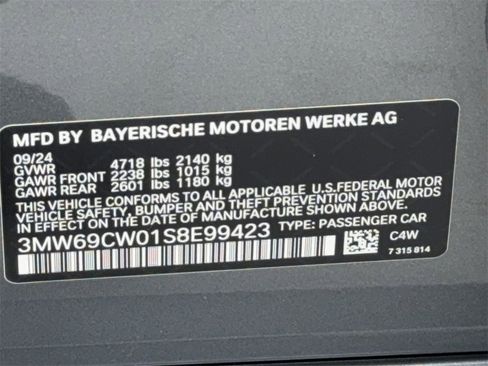 MFD BY BAYERISCHE MOTOREN WERKE AG
09/24
GVWR 4718 lbs 2140 kg
GAWR FRONT 2238 lbs 1015 kg
GAWR REAR 2601 lbs 1180 kg
THIS VEHICLE CONFORMS TO ALL APPLICABLE U.S.FEDERAL MOTOR
VEHICLE SAFETY, BUMPER AND THEFT PREVENTION STANDARDS
IN EFFECT ON THE DATE OF MANUFACTURE SHOWN ABOVE.
3MW69CW01S8E99423 TYPE: PASSENGER CAR
C4W
7 315 814